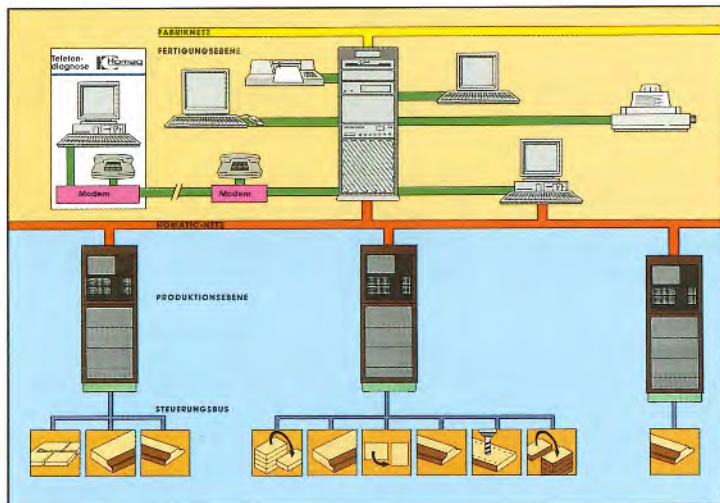 FABRIKNETZ
FERTIGUNGSEBENE
Telefon-
diagnose
Homag
Modem
Modem
HOMATIC-NETZ
PRODUKTIONSEBENE
STEUERUNGSBUS